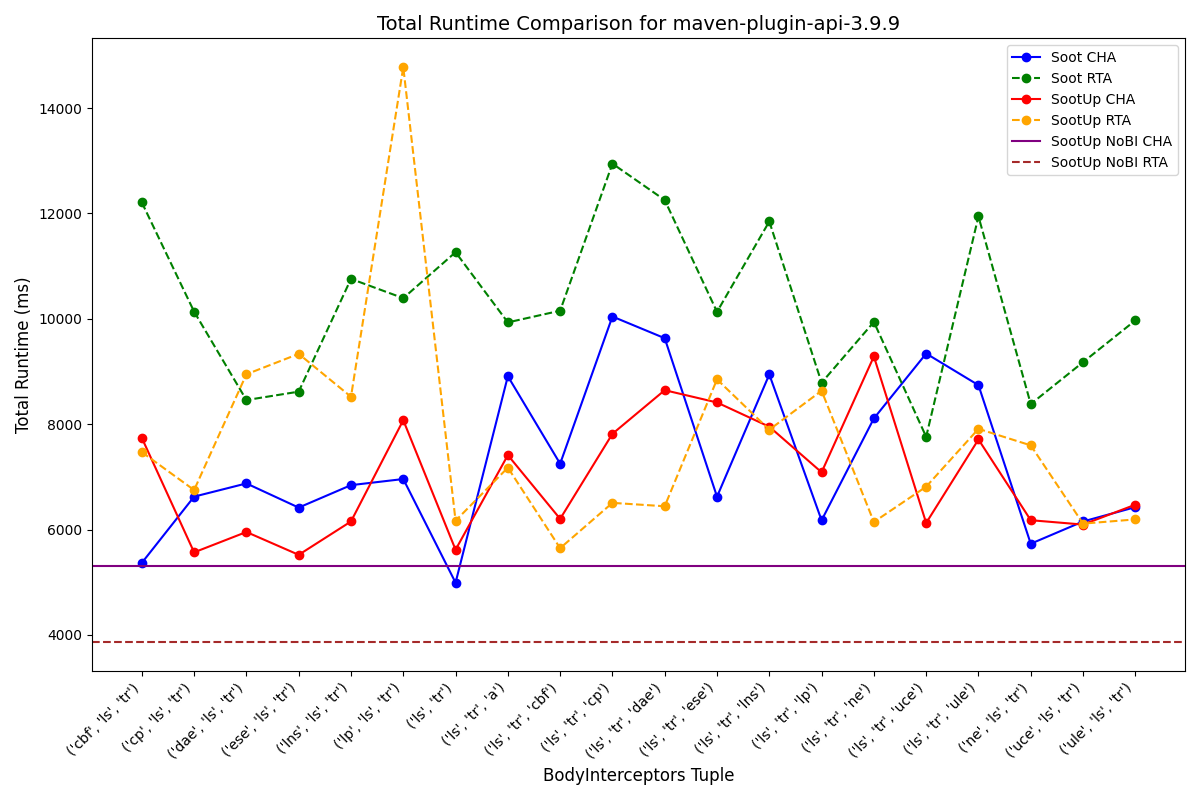 Total Runtime Comparison for maven-plugin-api-3.9.9
Soot CHA
Soot RTA
SootUp CHA
SootUp RTA
SootUp NoBI CHA
SootUp NoBI RTA
Total Runtime (ms)
14000
12000
10000
8000
6000
4000
('cbf', 'ls', 'tr')
('cp', 'ls', 'tr')
('dae', 'ls', 'tr')
('ese', 'ls', 'tr')
('lns', 'ls', 'tr')
('lp', 'ls', 'tr')
('ls', 'tr')
('ls', 'tr', 'a')
('ls', 'tr', 'cbf')
('ls', 'tr', 'cp')
('ls', 'tr', 'dae')
('ls', 'tr', 'ese')
('ls', 'tr', 'lns')
('ls', 'tr', 'lp')
('ls', 'tr', 'ne')
('ls', 'tr', 'uce')
('ls', 'tr', 'ule')
('ne', 'ls', 'tr')
('uce', 'ls', 'tr')
('ule', 'ls', 'tr')
BodyInterceptors Tuple